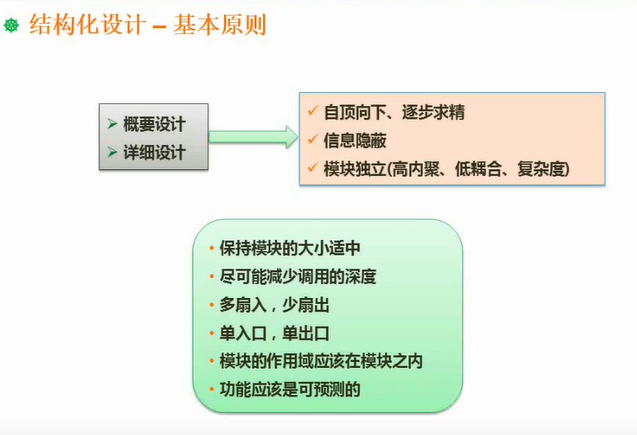 结构化设计 – 基本原则
概要设计
详细设计
自顶向下、逐步求精
信息隐蔽
模块独立(高内聚、低耦合、复杂度)
保持模块的大小适中
尽可能减少调用的深度
多扇入，少扇出
单入口，单出口
模块的作用域应该在模块之内
功能应该是可预测的